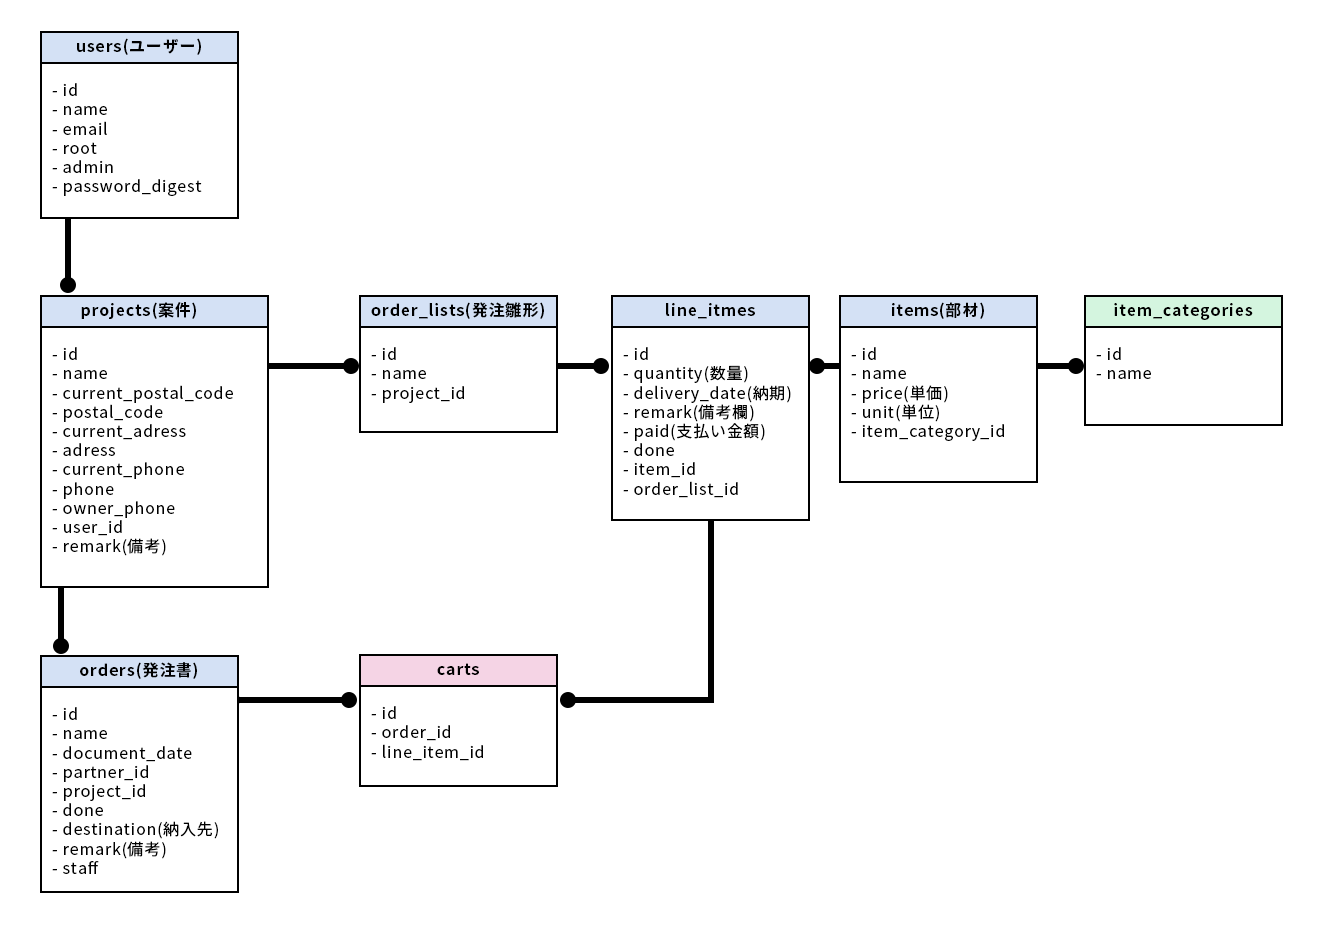 users(ユーザー)
- id
- name
- email
- root
- admin
- password_digest
projects(案件)
- id
- name
- current_postal_code
- postal_code
- current_adress
- adress
- current_phone
- phone
- owner_phone
- user_id
- remark(備考)
order_lists(発注雛形)
- id
- name
- project_id
line_itmes
- id
- quantity(数量)
- delivery_date(納期)
- remark(備考欄)
- paid(支払い金額)
- done
- item_id
- order_list_id
items(部材)
- id
- name
- price(単価)
- unit(単位)
- item_category_id
item_categories
- id
- name
orders(発注書)
- id
- name
- document_date
- partner_id
- project_id
- done
- destination(納入先)
- remark(備考)
- staff
carts
- id
- order_id
- line_item_id